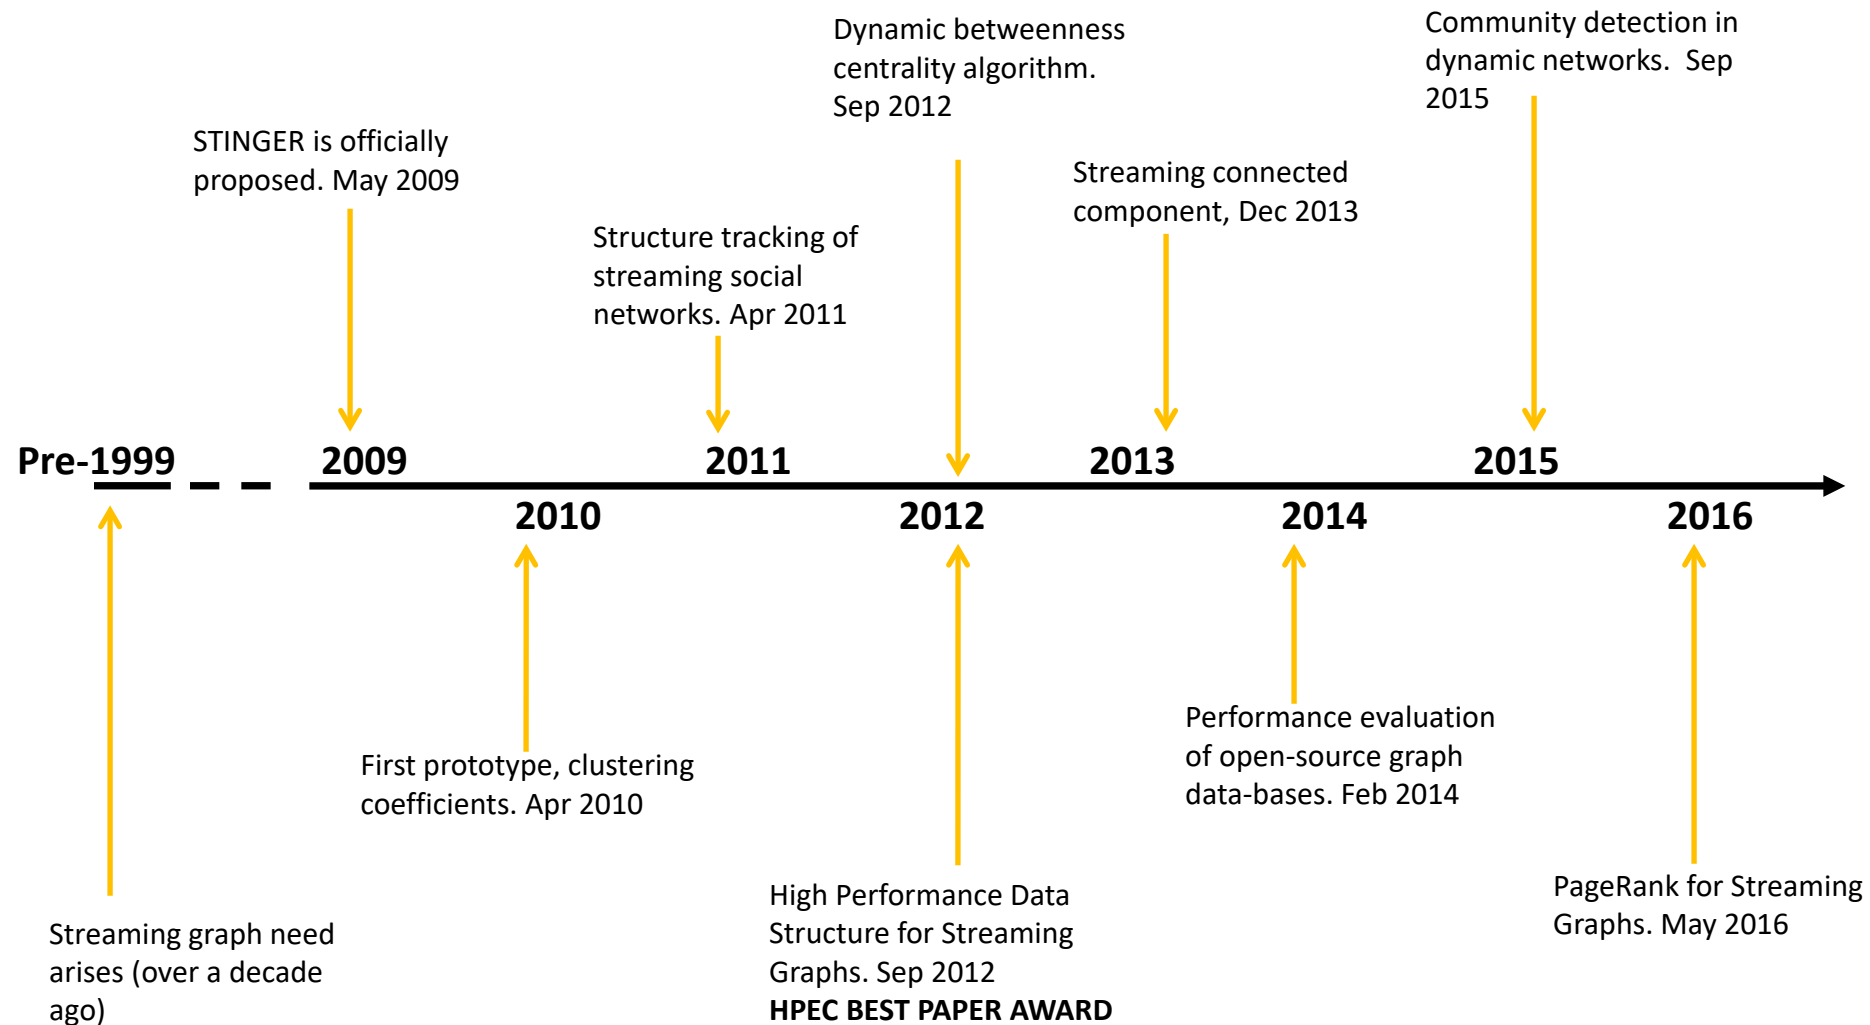 Dynamic betweenness
centrality algorithm.
Sep 2012
Community detection in
dynamic networks.  Sep
2015
STINGER is officially
proposed. May 2009
Streaming connected
component, Dec 2013
Structure tracking of
streaming social
networks. Apr 2011
Pre-1999
2009
2011
2013
2015
2010
2012
2014
2016
First prototype, clustering
coefficients. Apr 2010
Performance evaluation
of open-source graph
data-bases. Feb 2014
Streaming graph need
arises (over a decade
ago)
High Performance Data
Structure for Streaming
Graphs. Sep 2012
HPEC BEST PAPER AWARD
PageRank for Streaming
Graphs. May 2016